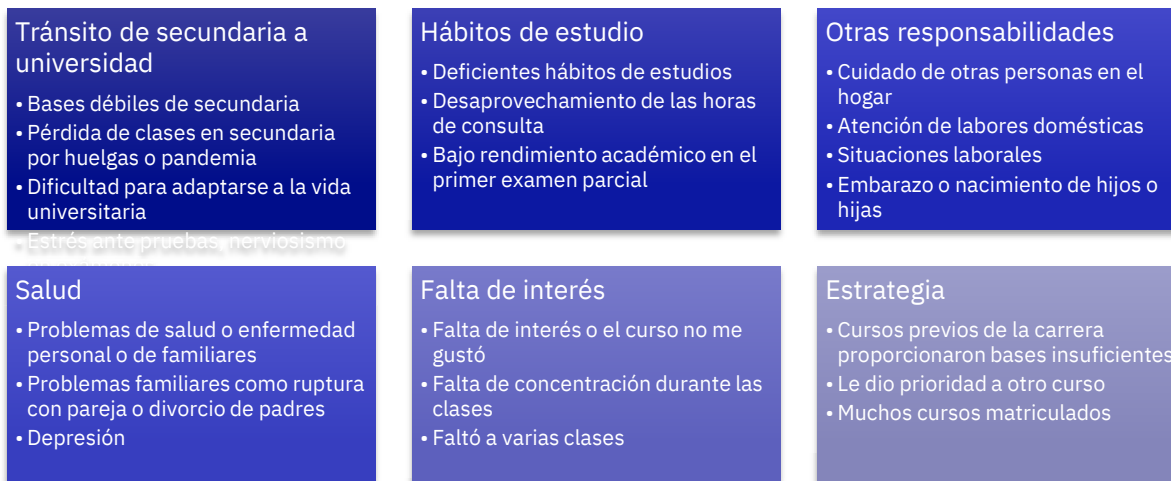 Tránsito de secundaria a
universidad
• Bases débiles de secundaria
• Pérdida de clases en secundaria
por huelgas o pandemia
• Dificultad para adaptarse a la vida
universitaria
• Estrés ante pruebas, nerviosismo
Hábitos de estudio
• Deficientes hábitos de estudios
• Desaprovechamiento de las horas
de consulta
• Bajo rendimiento académico en el
primer examen parcial
Otras responsabilidades
• Cuidado de otras personas en el
hogar
• Atención de labores domésticas
• Situaciones laborales
• Embarazo o nacimiento de hijos o
hijas
Salud
• Problemas de salud o enfermedad
personal o de familiares
• Problemas familiares como ruptura
con pareja o divorcio de padres
• Depresión
Falta de interés
• Falta de interés o el curso no me
gustó
• Falta de concentración durante las
clases
• Faltó a varias clases
Estrategia
• Cursos previos de la carrera
proporcionaron bases insuficientes
• Le dio prioridad a otro curso
• Muchos cursos matriculados